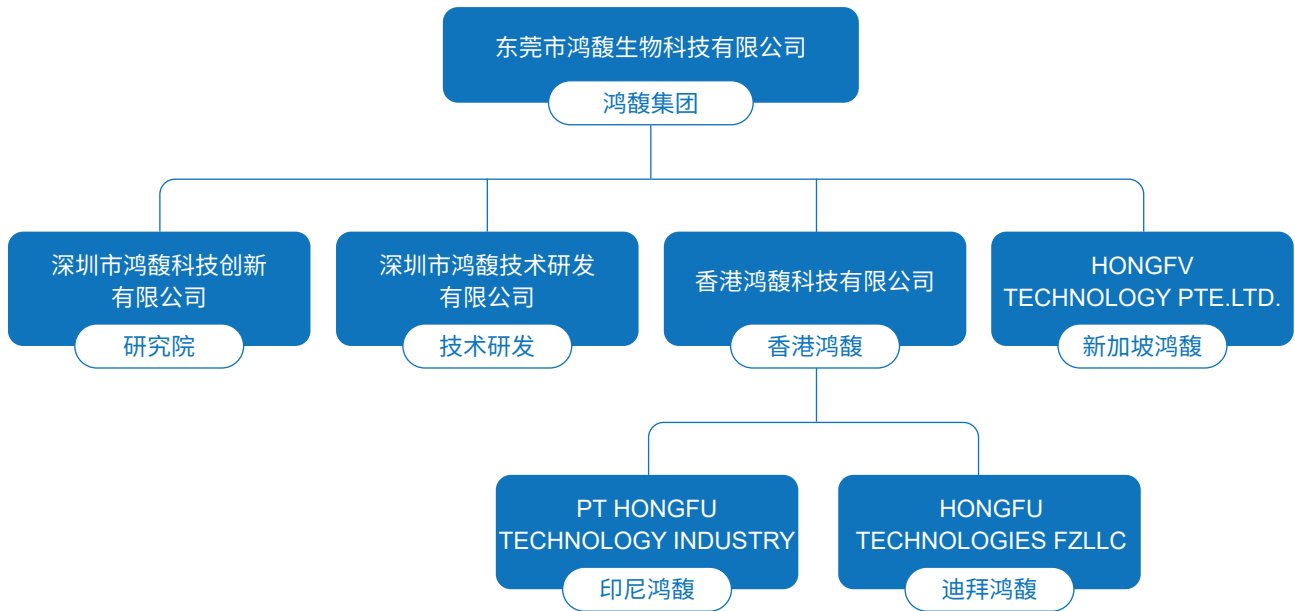 东莞市鸿馥生物科技有限公司
鸿馥集团
深圳市鸿馥科技创新
有限公司
研究院
深圳市鸿馥技术研发
有限公司
技术研发
香港鸿馥科技有限公司
香港鸿馥
HONGFV
TECHNOLOGY PTE.LTD.
新加坡鸿馥
PT HONGFU
TECHNOLOGY INDUSTRY
印尼鸿馥
HONGFU
TECHNOLOGIES FZLLC
迪拜鸿馥